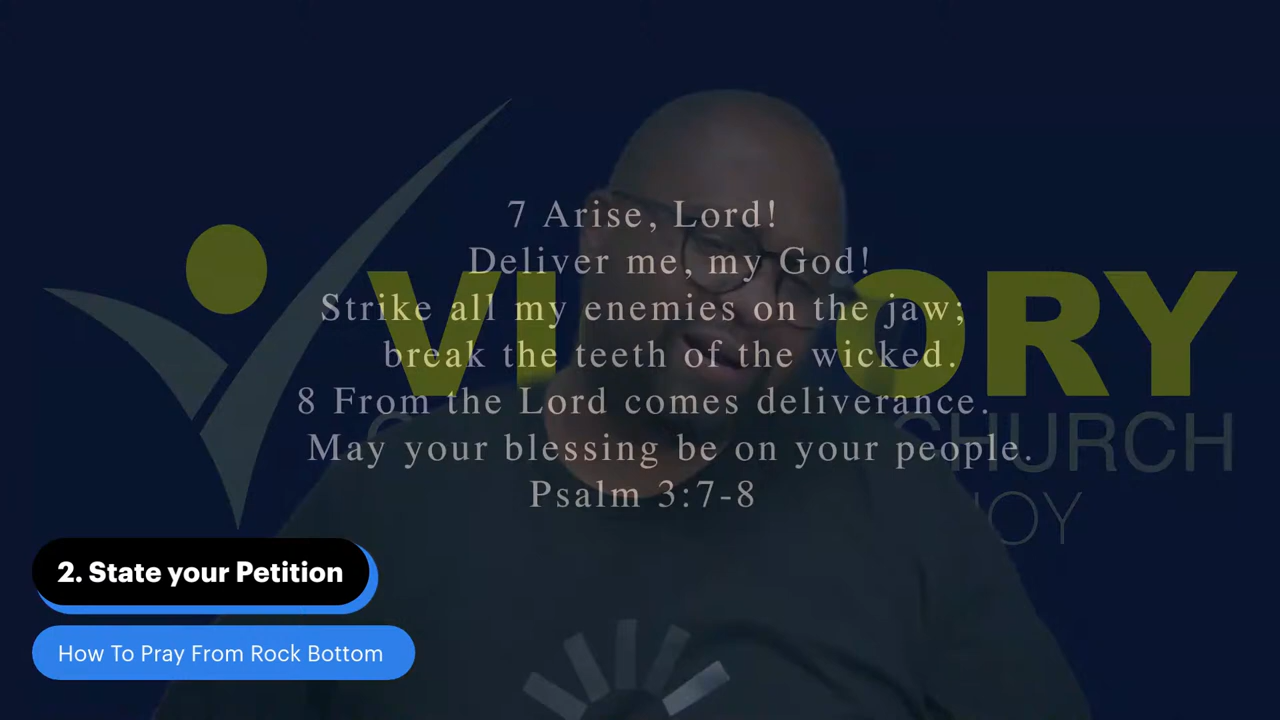 7 Arise, Lord!
Deliver me, my God!
Strike all my enemies on the jaw;
break the teeth of the wicked.
8 From the Lord comes deliverance.
May your blessing be on your people.
Psalm 3:7-8
CHURCH
2. State your Petition
How To Pray From Rock Bottom